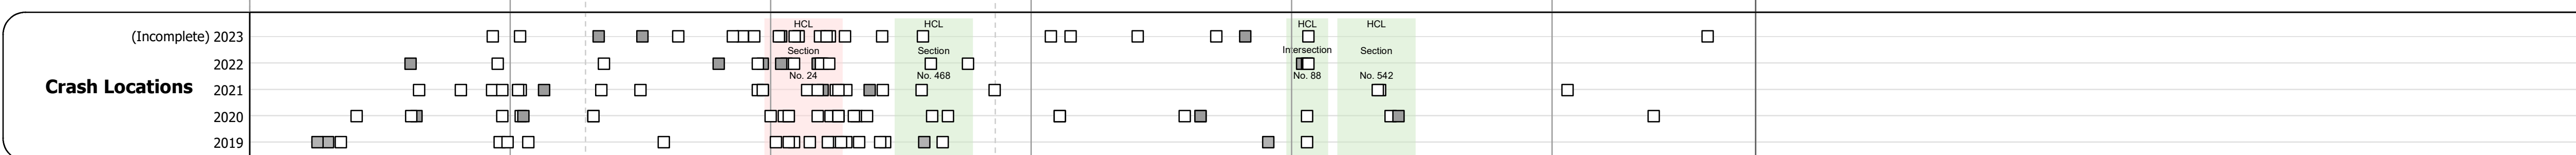 HCL HCL HCL HCL
(Incomplete) 2023
Section Section Intersection Section
2022
No. 24 No. 468 No. 88 No. 542
Crash Locations
2021
2020
2019